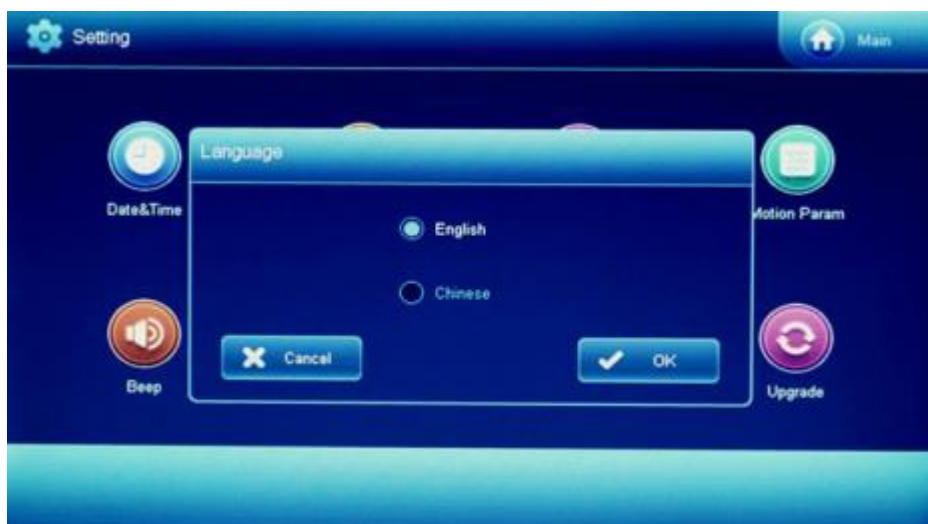 Setting
Main
Language
Date&Time
Motion Param
English
Chinese
Cancel
OK
Beep
Upgrade